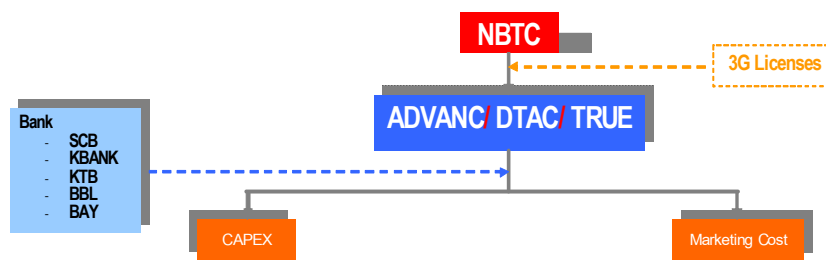 NBTC
3G Licenses
ADVANC/ DTAC/ TRUE
Bank
- SCB
- KBANK
- KTB
- BBL
- BAY
CAPEX
Marketing Cost